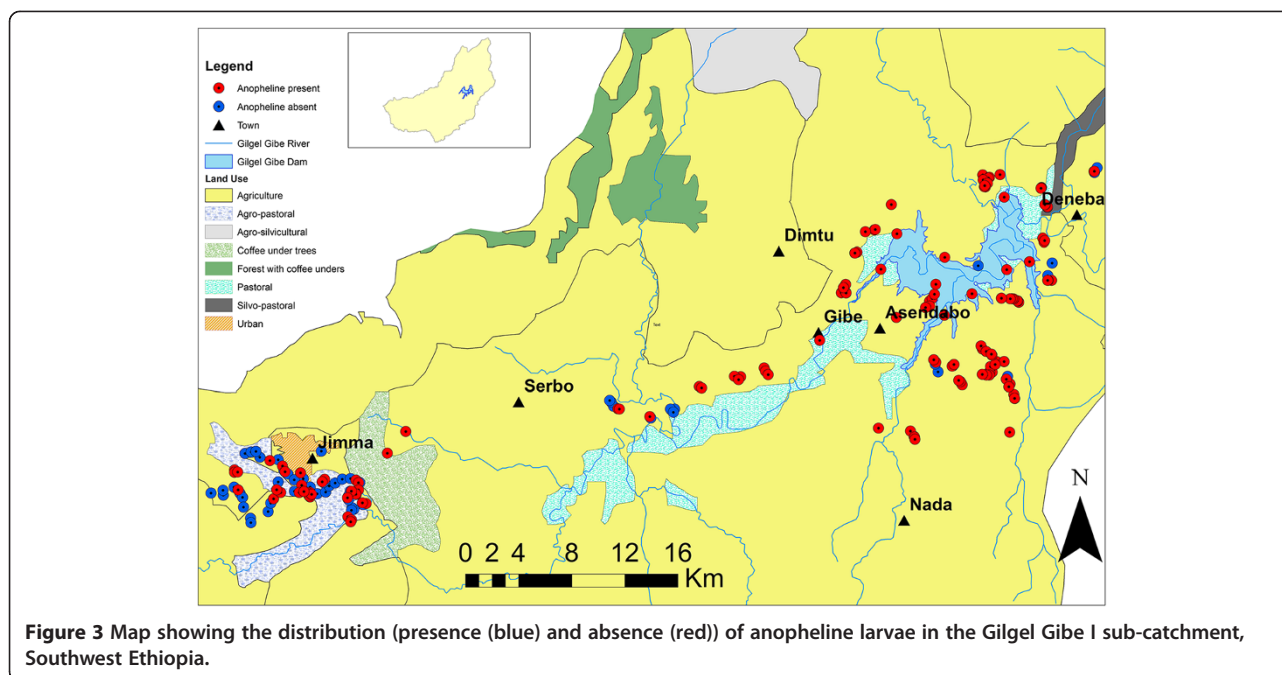 Legend
Anopheline present
Anopheline absent
Town
Gilgel Gibe River
Gilgel Gibe Dam
Land Use
Agriculture
Agro-pastoral
Agro-silvicultural
Coffee under trees
Forest with coffee unders
Pastoral
Silvo-pastoral
Urban
Deneba
Dimtu
Gibe
Asendabo
Serbo
Jimma
Nada
N
0 2 4 8 12 16
Km
Figure 3 Map showing the distribution (presence (blue) and absence (red)) of anopheline larvae in the Gilgel Gibe I sub-catchment,
Southwest Ethiopia.